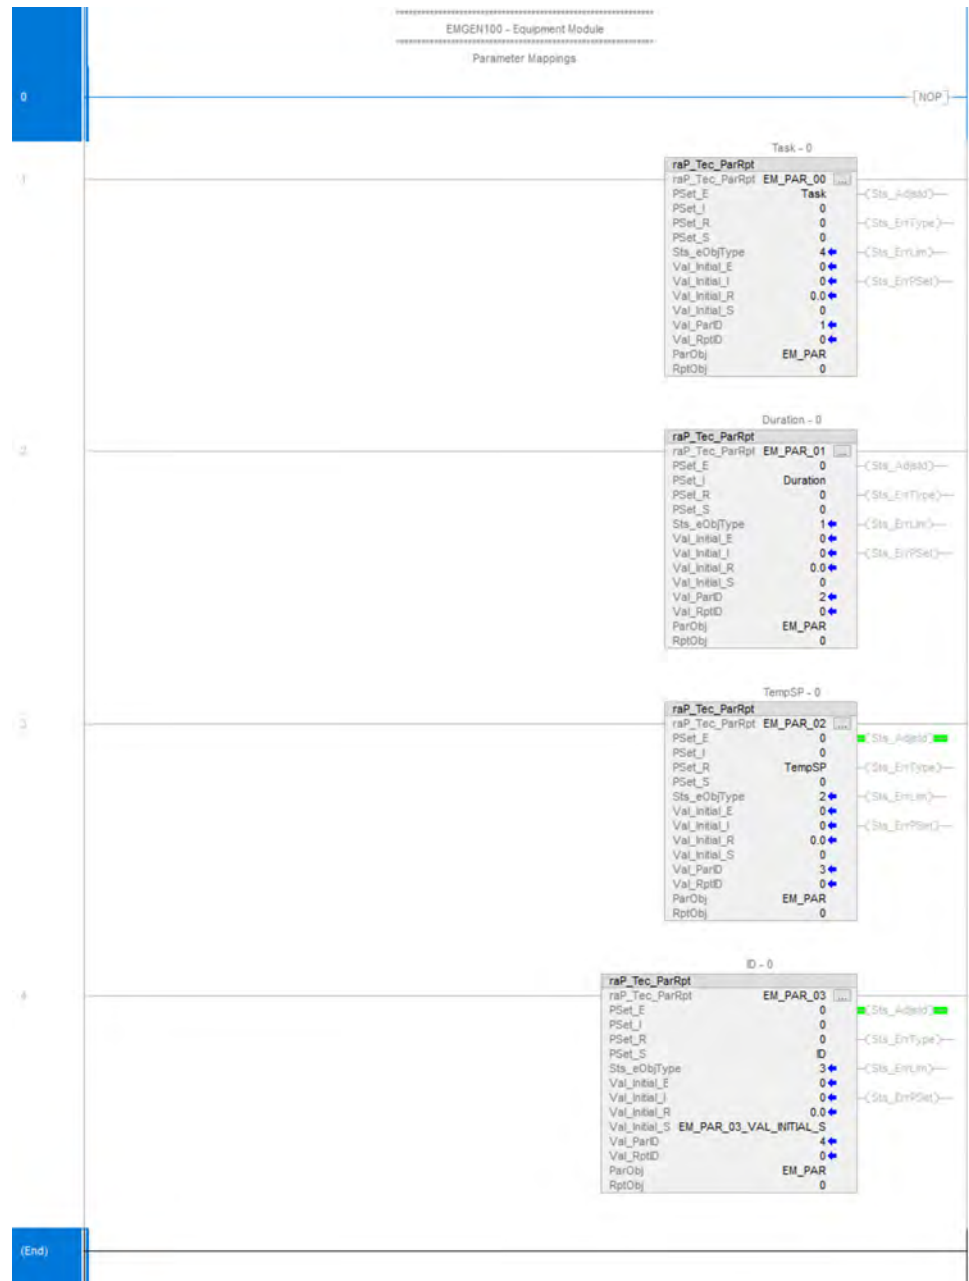 EMGEN100 - Equipment Module
Parameter Mappings
0
[NOP]
Task - 0
1
raP_Tec_ParRpt
raP_Tec_ParRpt EM_PAR_00 ...
PSet_E Task (Sts_Adjstd)
PSet_I 0
PSet_R 0 (Sts_ErrType)
PSet_S 0
Sts_eObjType 4 (Sts_ErrLim)
Val_Initial_E 0
Val_Initial_I 0 (Sts_ErrPSet)
Val_Initial_R 0.0
Val_Initial_S 0
Val_ParID 1
Val_RptID 0
ParObj EM_PAR
RptObj 0
Duration - 0
2
raP_Tec_ParRpt
raP_Tec_ParRpt EM_PAR_01 ...
PSet_E 0 (Sts_Adjstd)
PSet_I Duration
PSet_R 0 (Sts_ErrType)
PSet_S 0
Sts_eObjType 1 (Sts_ErrLim)
Val_Initial_E 0
Val_Initial_I 0 (Sts_ErrPSet)
Val_Initial_R 0.0
Val_Initial_S 0
Val_ParID 2
Val_RptID 0
ParObj EM_PAR
RptObj 0
TempSP - 0
3
raP_Tec_ParRpt
raP_Tec_ParRpt EM_PAR_02 ...
PSet_E 0 (Sts_Adjstd)
PSet_I 0
PSet_R TempSP (Sts_ErrType)
PSet_S 0
Sts_eObjType 2 (Sts_ErrLim)
Val_Initial_E 0
Val_Initial_I 0 (Sts_ErrPSet)
Val_Initial_R 0.0
Val_Initial_S 0
Val_ParID 3
Val_RptID 0
ParObj EM_PAR
RptObj 0
ID - 0
4
raP_Tec_ParRpt
raP_Tec_ParRpt EM_PAR_03 ...
PSet_E 0 (Sts_Adjstd)
PSet_I 0
PSet_R 0 (Sts_ErrType)
PSet_S ID
Sts_eObjType 3 (Sts_ErrLim)
Val_Initial_E 0
Val_Initial_I 0 (Sts_ErrPSet)
Val_Initial_R 0.0
Val_Initial_S EM_PAR_03_VAL_INITIAL_S
Val_ParID 4
Val_RptID 0
ParObj EM_PAR
RptObj 0
(End)